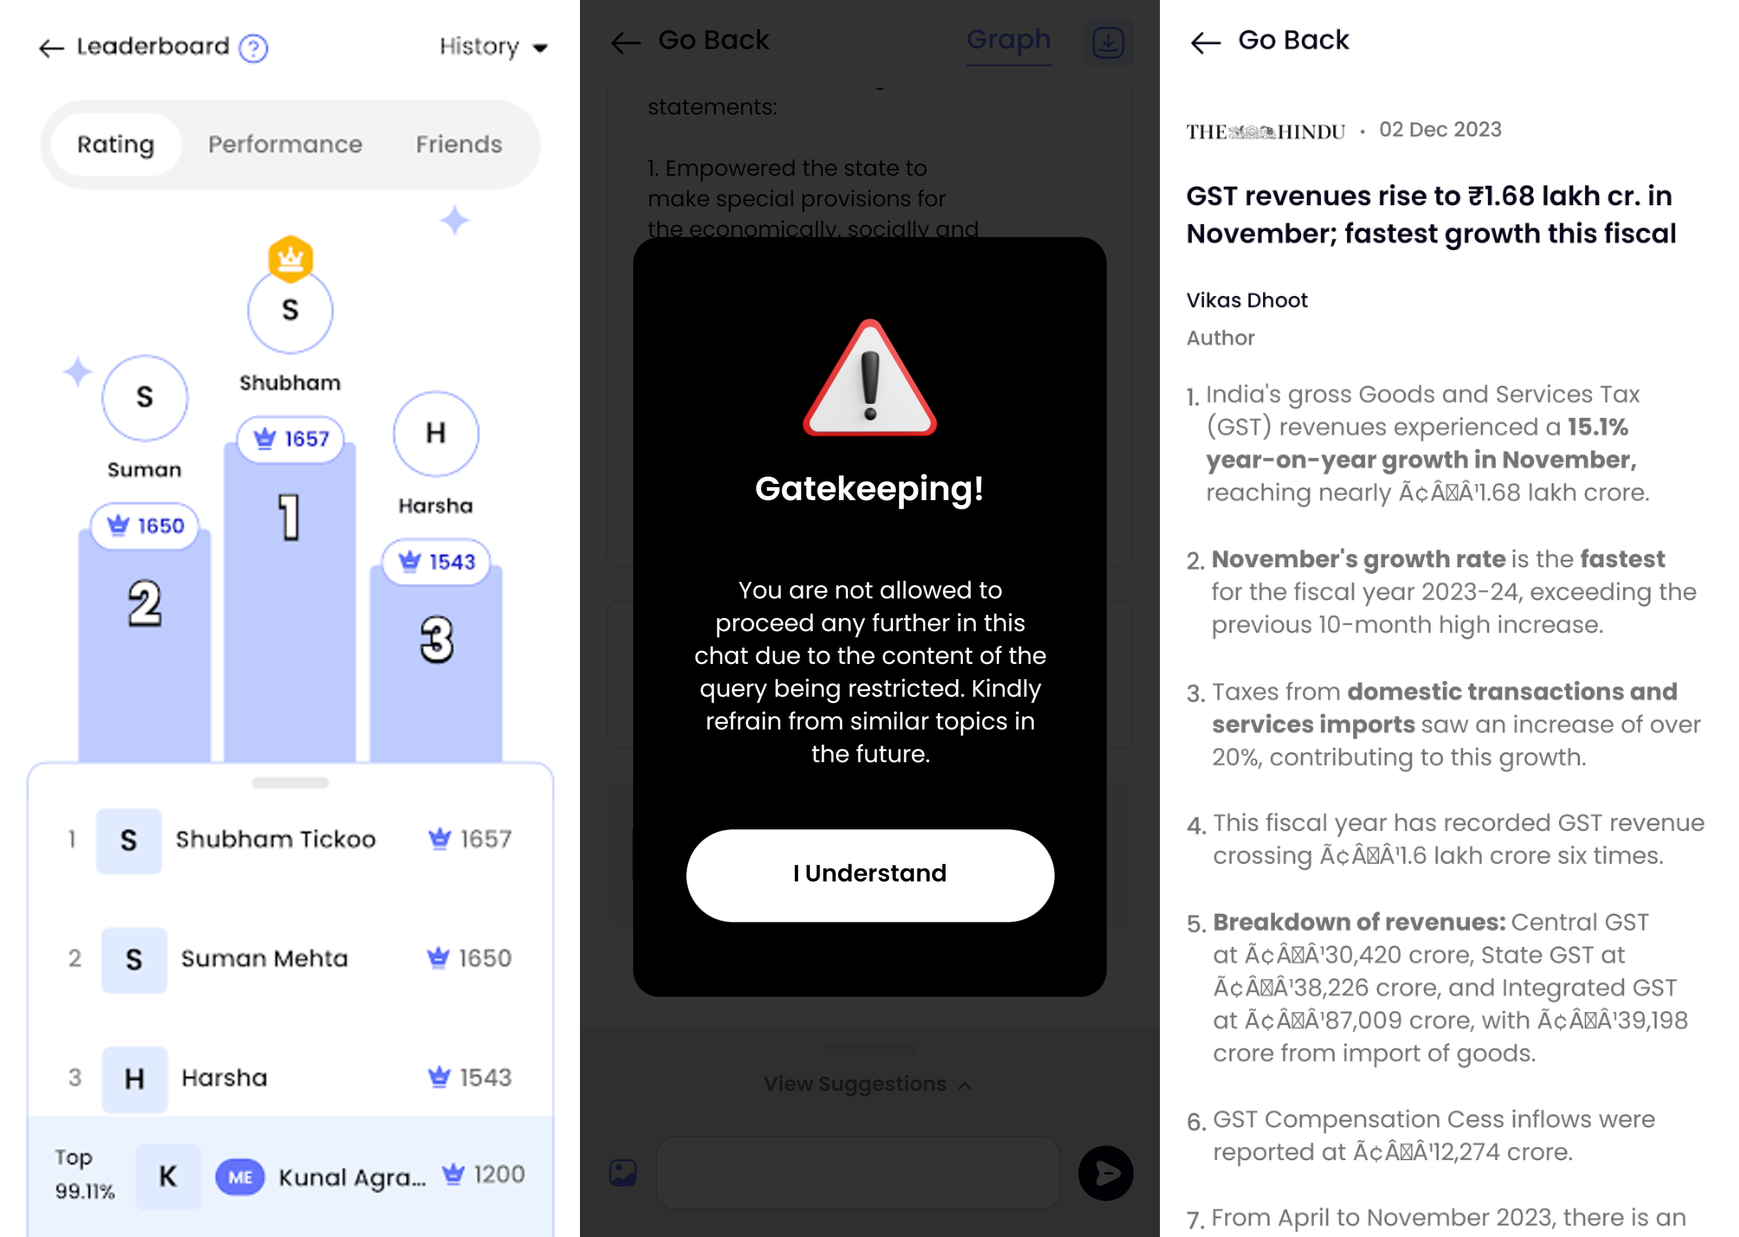 Leaderboard ?
History
Rating
Performance
Friends
S
Shubham
1657
1
S
Suman
1650
2
H
Harsha
1543
3
1 S Shubham Tickoo 1657
2 S Suman Mehta 1650
3 H Harsha 1543
Top
99.11%
K ME Kunal Agra... 1200
Go Back
Graph
statements:
1. Empowered the state to
make special provisions for
the economically, socially and
Gatekeeping!
You are not allowed to
proceed any further in this
chat due to the content of the
query being restricted. Kindly
refrain from similar topics in
the future.
I Understand
View Suggestions
Go Back
THE HINDU • 02 Dec 2023
GST revenues rise to ₹1.68 lakh cr. in
November; fastest growth this fiscal
Vikas Dhoot
Author
1. India's gross Goods and Services Tax
(GST) revenues experienced a 15.1%
year-on-year growth in November,
reaching nearly Ã¢ÂÂ¹1.68 lakh crore.
2. November's growth rate is the fastest
for the fiscal year 2023-24, exceeding the
previous 10-month high increase.
3. Taxes from domestic transactions and
services imports saw an increase of over
20%, contributing to this growth.
4. This fiscal year has recorded GST revenue
crossing Ã¢ÂÂ¹1.6 lakh crore six times.
5. Breakdown of revenues: Central GST
at Ã¢ÂÂ¹30,420 crore, State GST at
Ã¢ÂÂ¹38,226 crore, and Integrated GST
at Ã¢ÂÂ¹87,009 crore, with Ã¢ÂÂ¹39,198
crore from import of goods.
6. GST Compensation Cess inflows were
reported at Ã¢ÂÂ¹12,274 crore.
7. From April to November 2023, there is an